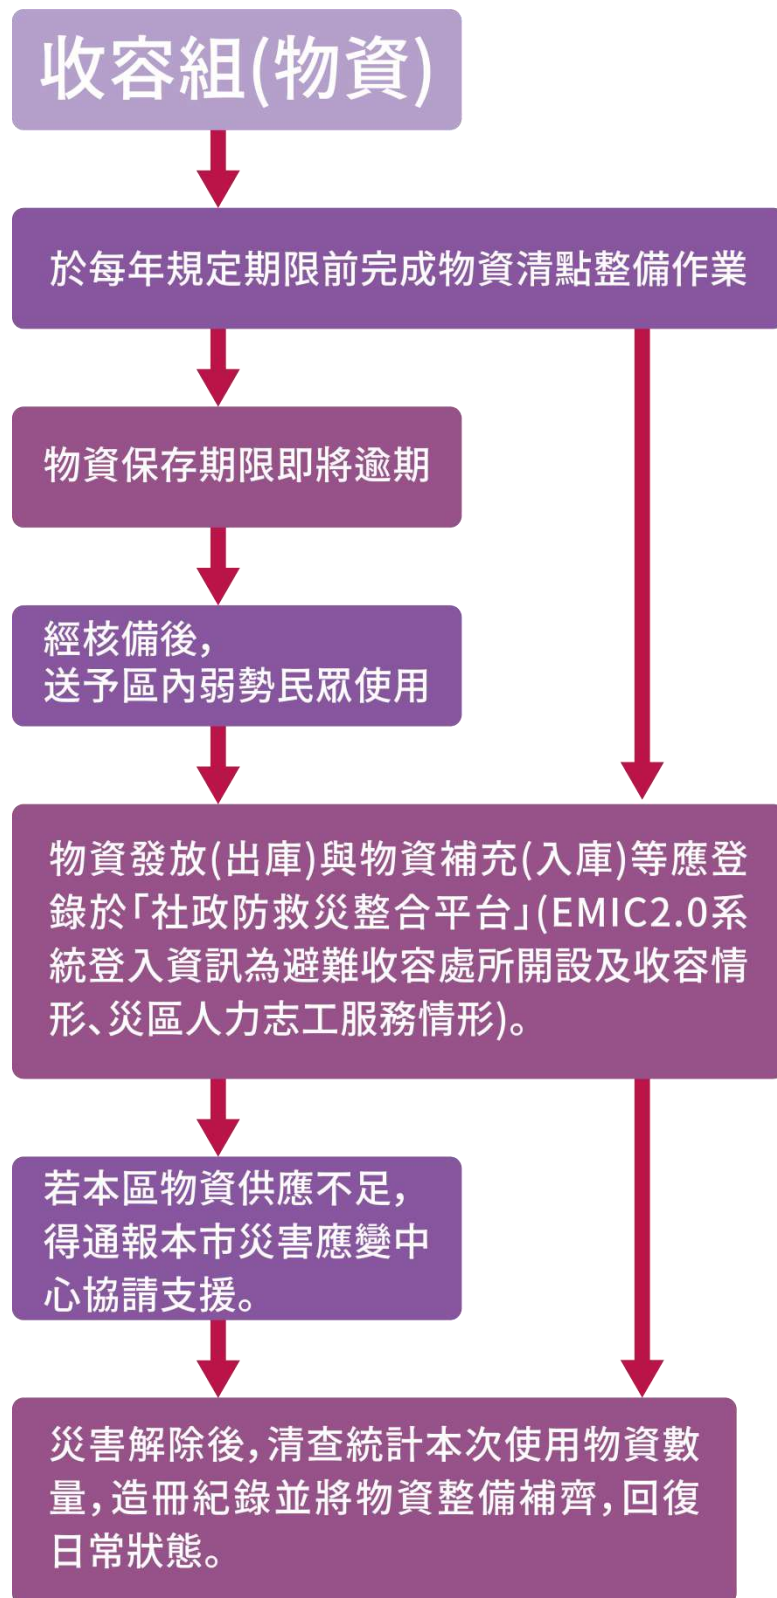 收容組(物資)
於每年規定期限前完成物資清點整備作業
物資保存期限即將逾期
經核備後，
送予區內弱勢民眾使用
物資發放(出庫)與物資補充(入庫)等應登
錄於「社政防救災整合平台」(EMIC2.0系
統登入資訊為避難收容處所開設及收容情
形、災區人力志工服務情形)。
若本區物資供應不足，
得通報本市災害應變中
心協請支援。
災害解除後，清查統計本次使用物資數
量，造冊紀錄並將物資整備補齊，回復
日常狀態。